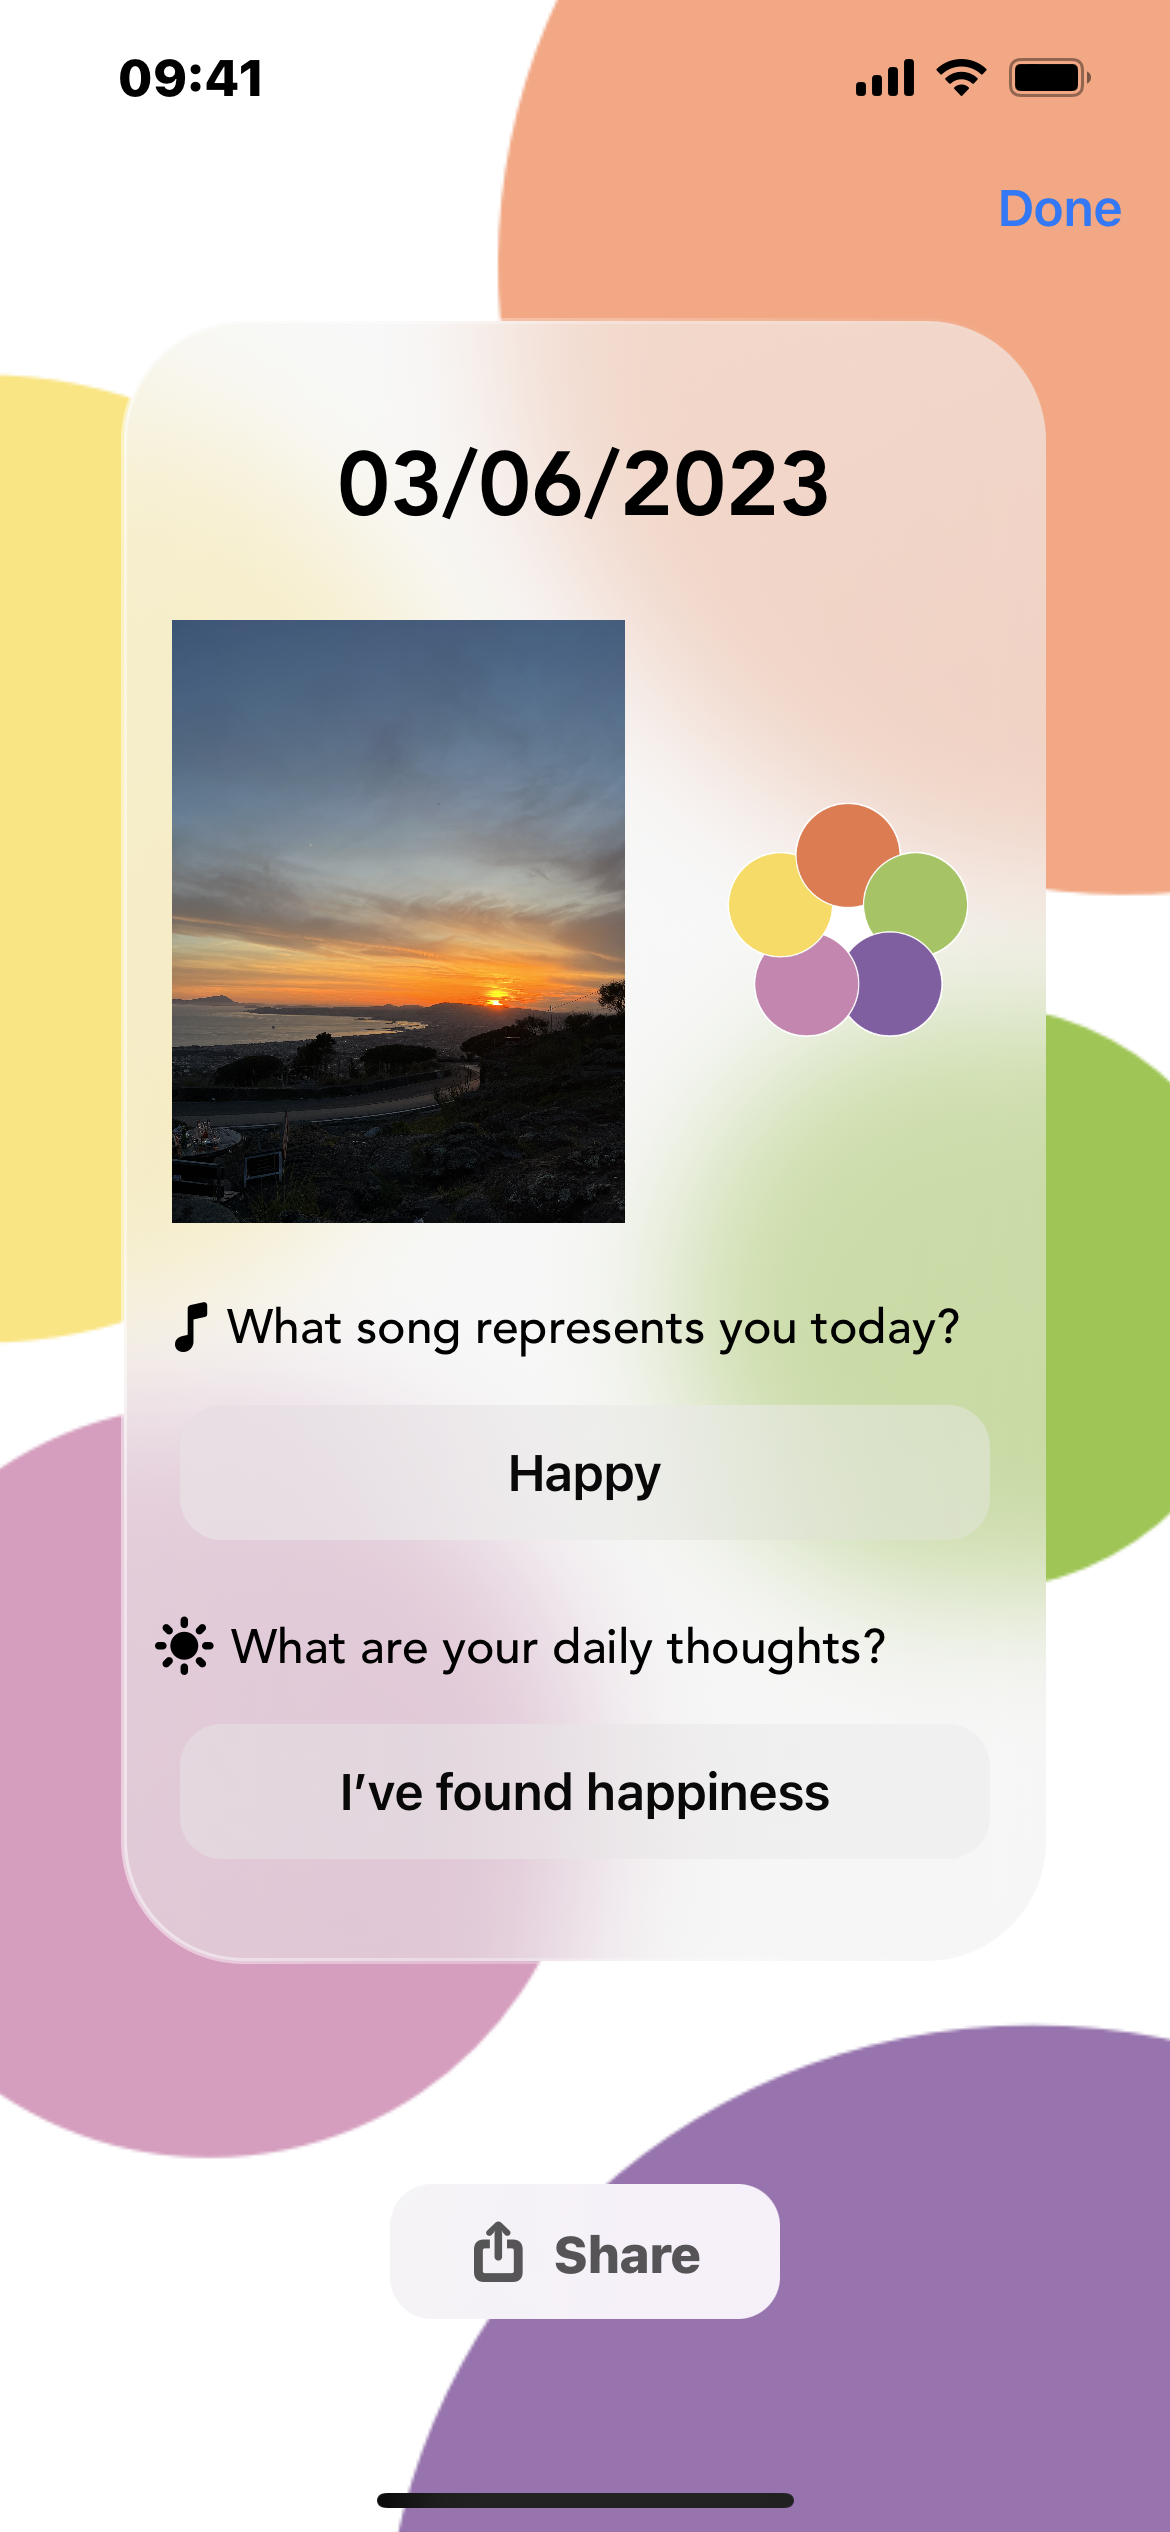 09:41
Done
03/06/2023
What song represents you today?
Happy
What are your daily thoughts?
I’ve found happiness
Share